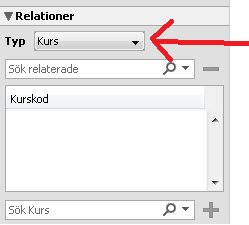 Relationer
Typ Kurs
Sök relaterade
Kurskod
Sök Kurs